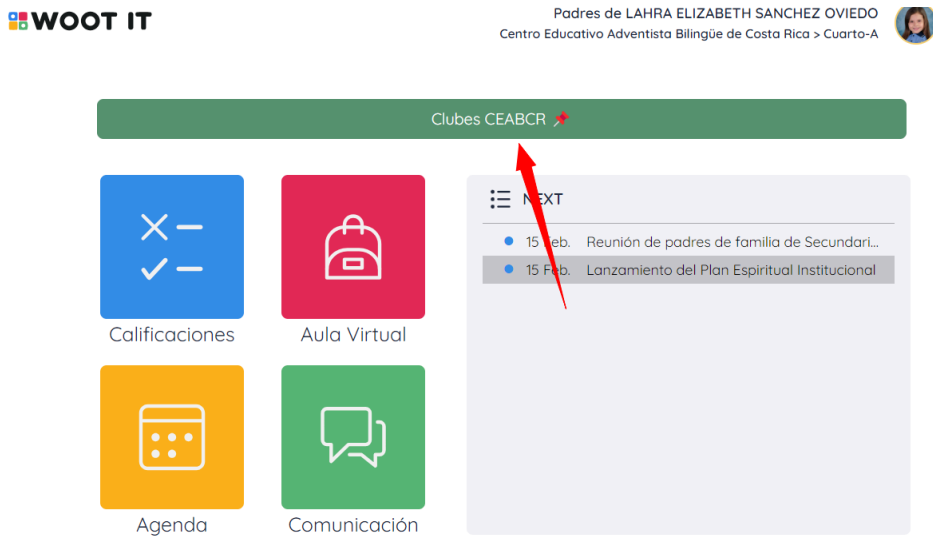 WOOT IT
Padres de LAHRA ELIZABETH SANCHEZ OVIEDO
Centro Educativo Adventista Bilingüe de Costa Rica > Cuarto-A
Clubes CEABCR 📌
NEXT
15 Feb. Reunión de padres de familia de Secundari...
15 Feb. Lanzamiento del Plan Espiritual Institucional
Calificaciones
Aula Virtual
Agenda
Comunicación